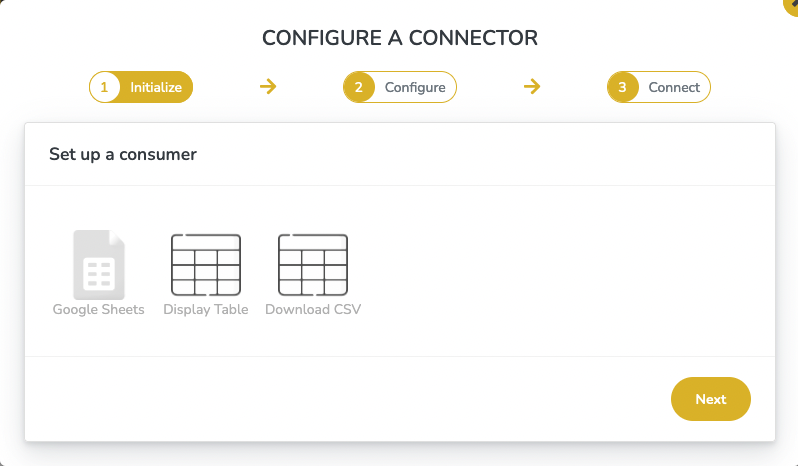 CONFIGURE A CONNECTOR
1 Initialize 2 Configure 3 Connect
Set up a consumer
Google Sheets Display Table Download CSV
Next